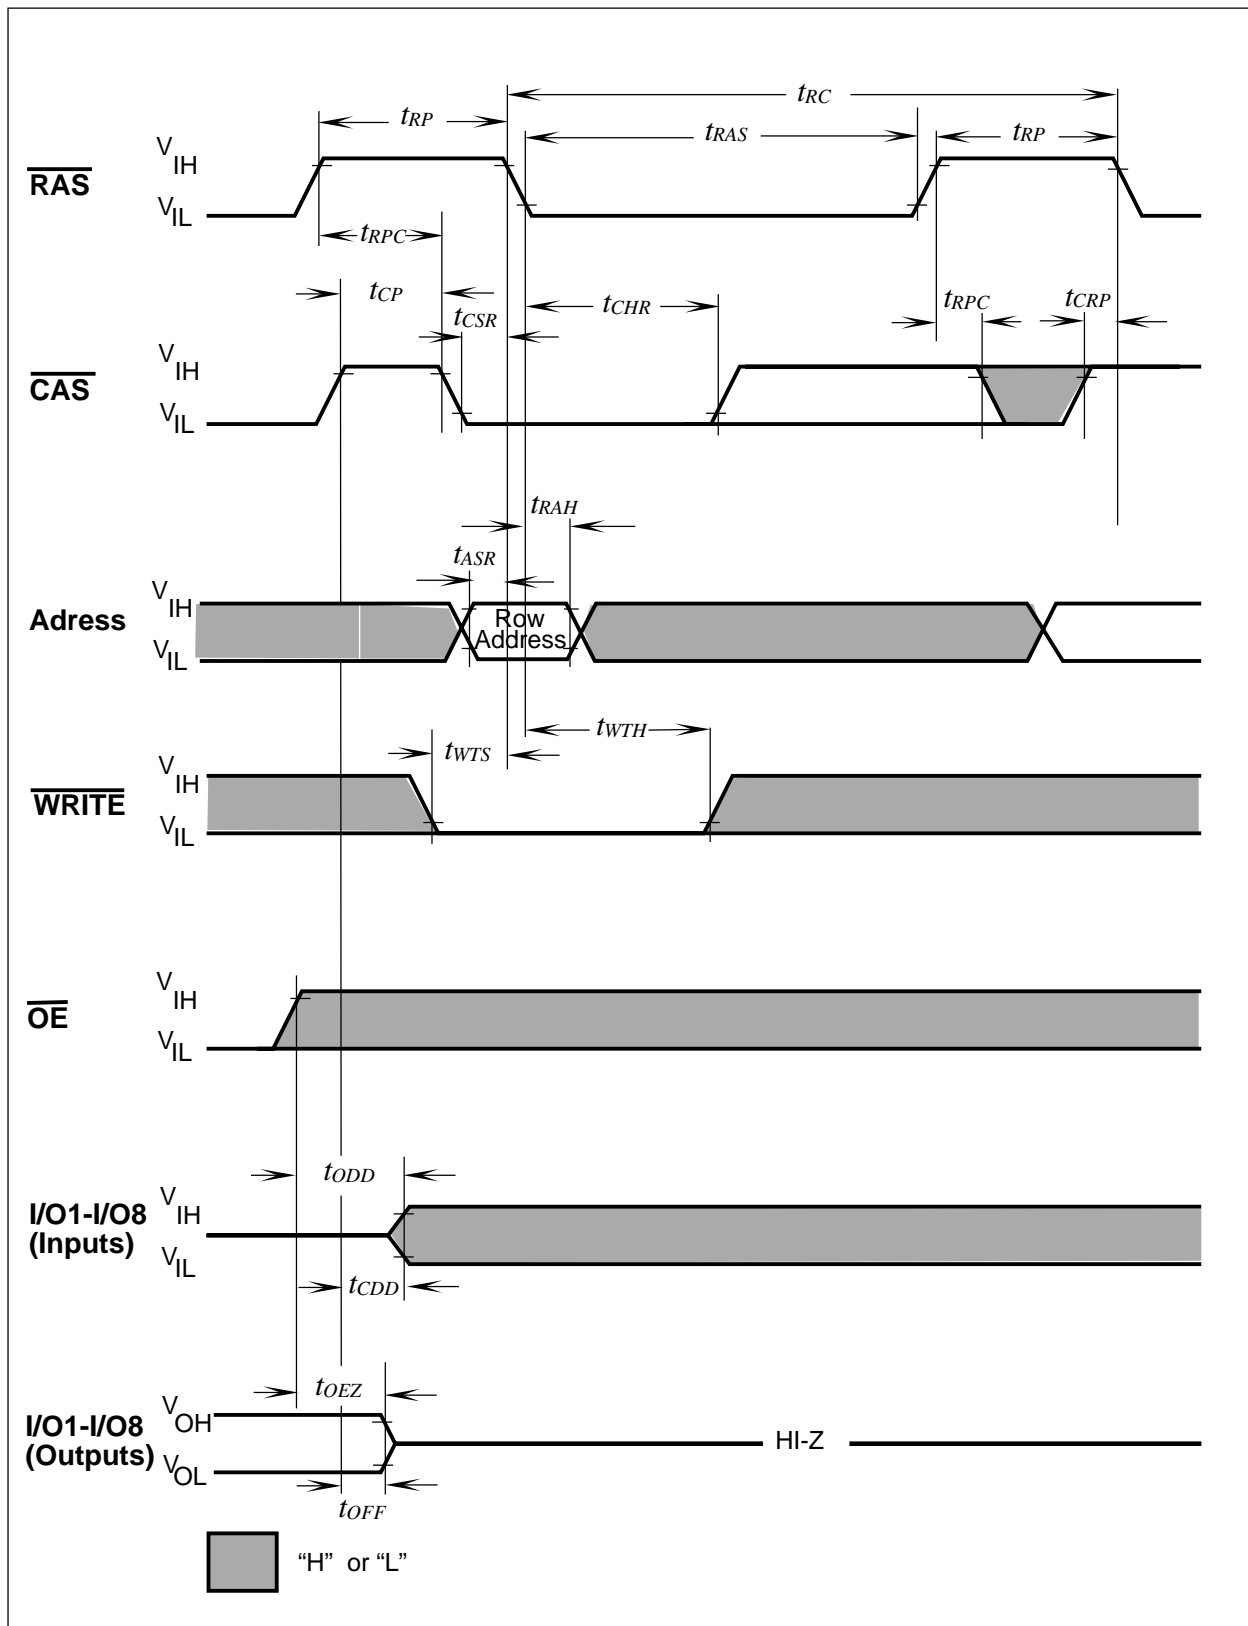 tRC
tRP
tRAS
tRP
RAS
VIH
VIL
tRPC
tCP
tCSR
tCHR
tRPC
tCRP
CAS
VIH
VIL
tRAH
tASR
Adress
VIH
VIL
Row
Address
tWTH
tWTS
WRITE
VIH
VIL
OE
VIH
VIL
tODD
I/O1-I/O8
(Inputs)
VIH
VIL
tCDD
tOEZ
I/O1-I/O8
(Outputs)
VOH
VOL
HI-Z
tOFF
“H” or “L”